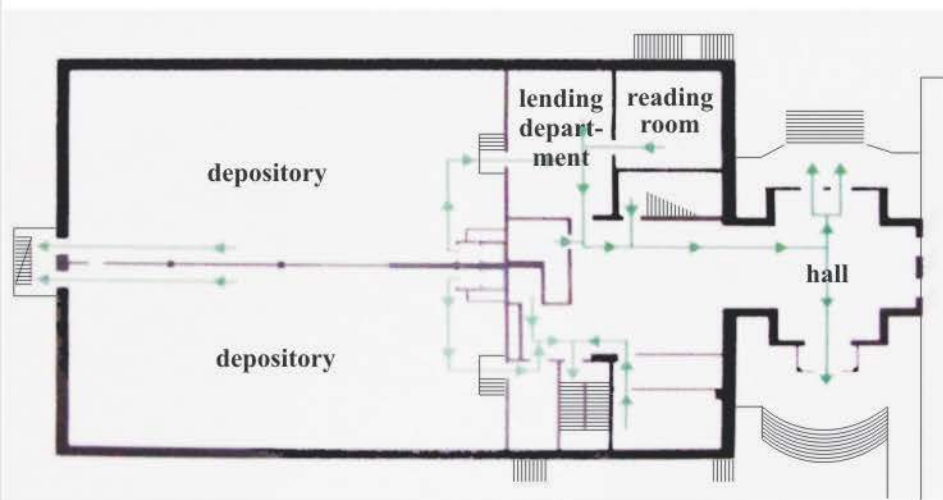 lending
depart-
ment
reading
room
depository
hall
depository